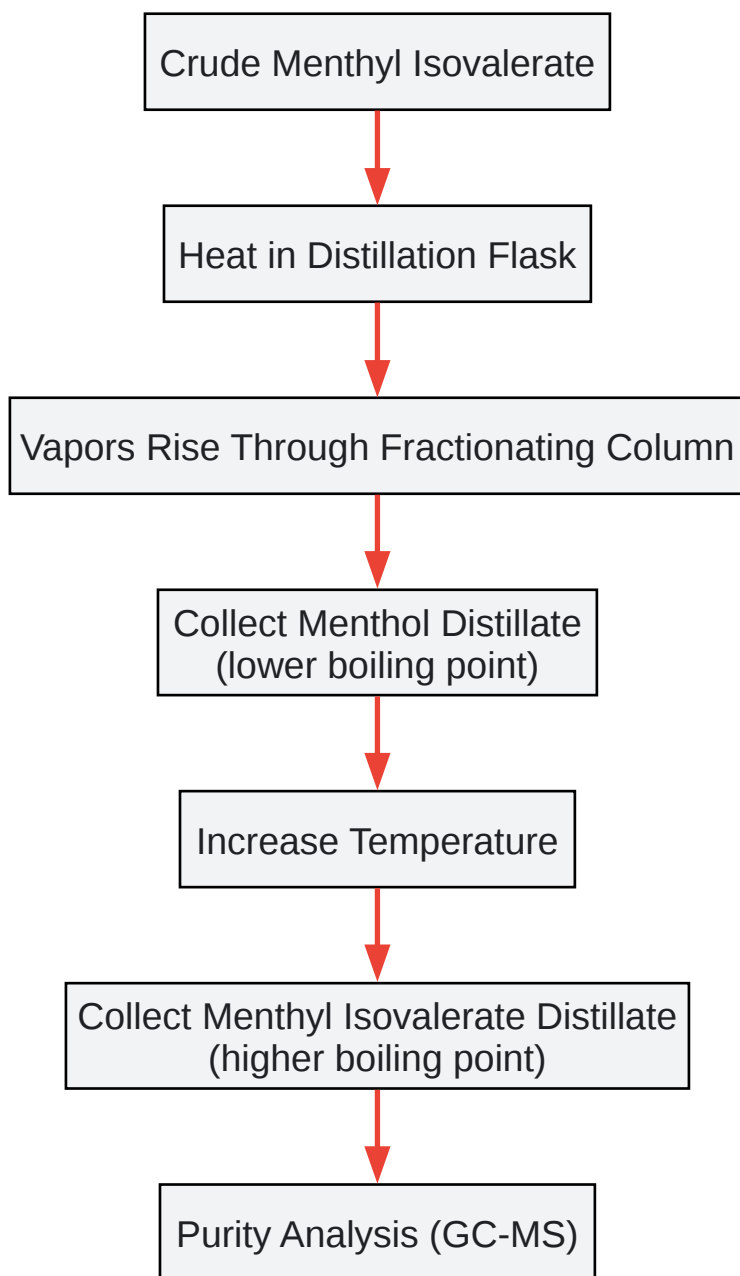 Crude Menthyl Isovalerate
Heat in Distillation Flask
Vapors Rise Through Fractionating Column
Collect Menthol Distillate
(lower boiling point)
Increase Temperature
Collect Menthyl Isovalerate Distillate
(higher boiling point)
Purity Analysis (GC-MS)